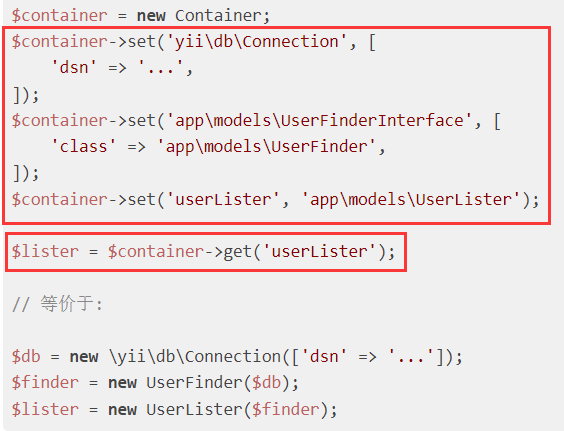 $container = new Container;
$container->set('yii\db\Connection', [
    'dsn' => '...',
]);
$container->set('app\models\UserFinderInterface', [
    'class' => 'app\models\UserFinder',
]);
$container->set('userLister', 'app\models\UserLister');
$lister = $container->get('userLister');
// 等价于:
$db = new \yii\db\Connection(['dsn' => '...']);
$finder = new UserFinder($db);
$lister = new UserLister($finder);